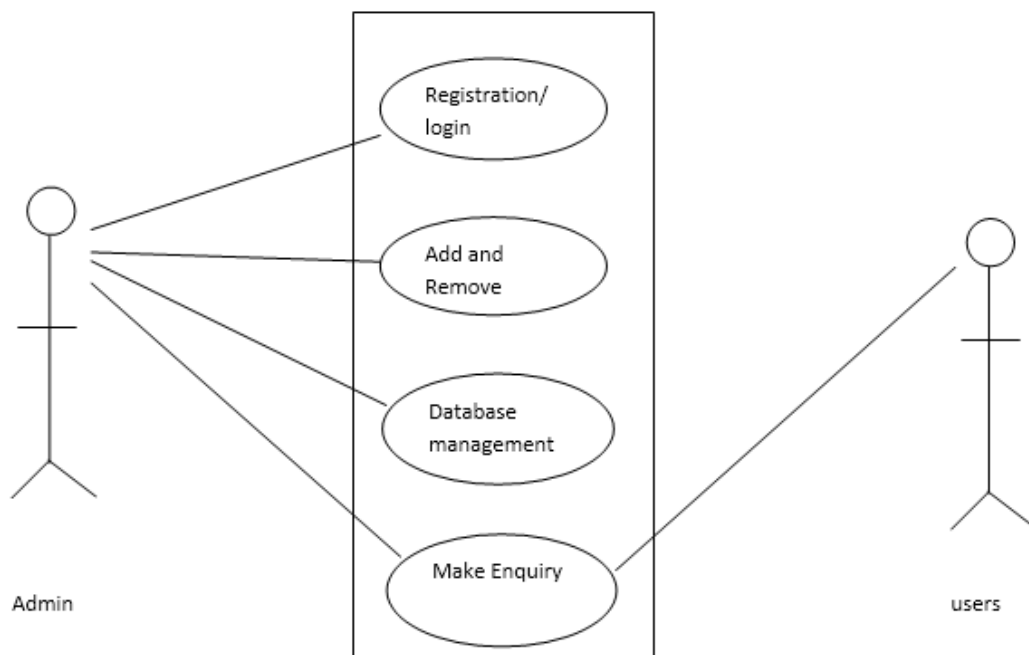 Registration/
login
Add and
Remove
Database
management
Make Enquiry
Admin
users